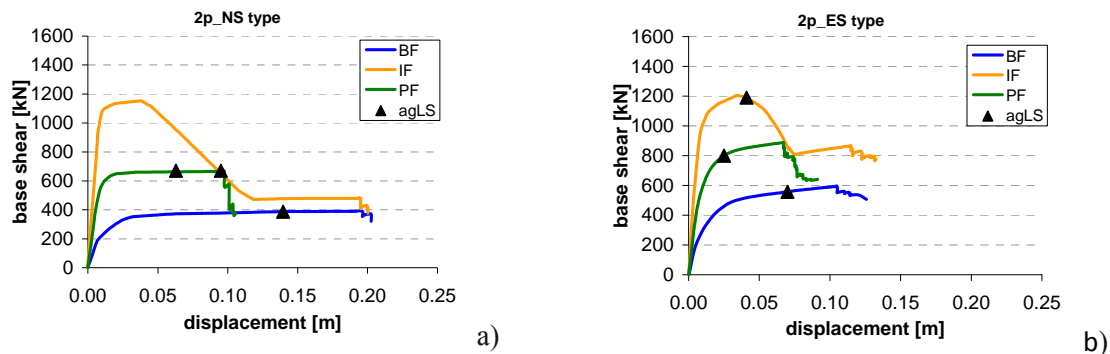 2p_NS type
1600
1400
1200
1000
800
600
400
200
0
base shear [kN]
0.00 0.05 0.10 0.15 0.20 0.25
displacement [m]
BF
IF
PF
agLS
a)
2p_ES type
1600
1400
1200
1000
800
600
400
200
0
base shear [kN]
0.00 0.05 0.10 0.15 0.20 0.25
displacement [m]
BF
IF
PF
agLS
b)